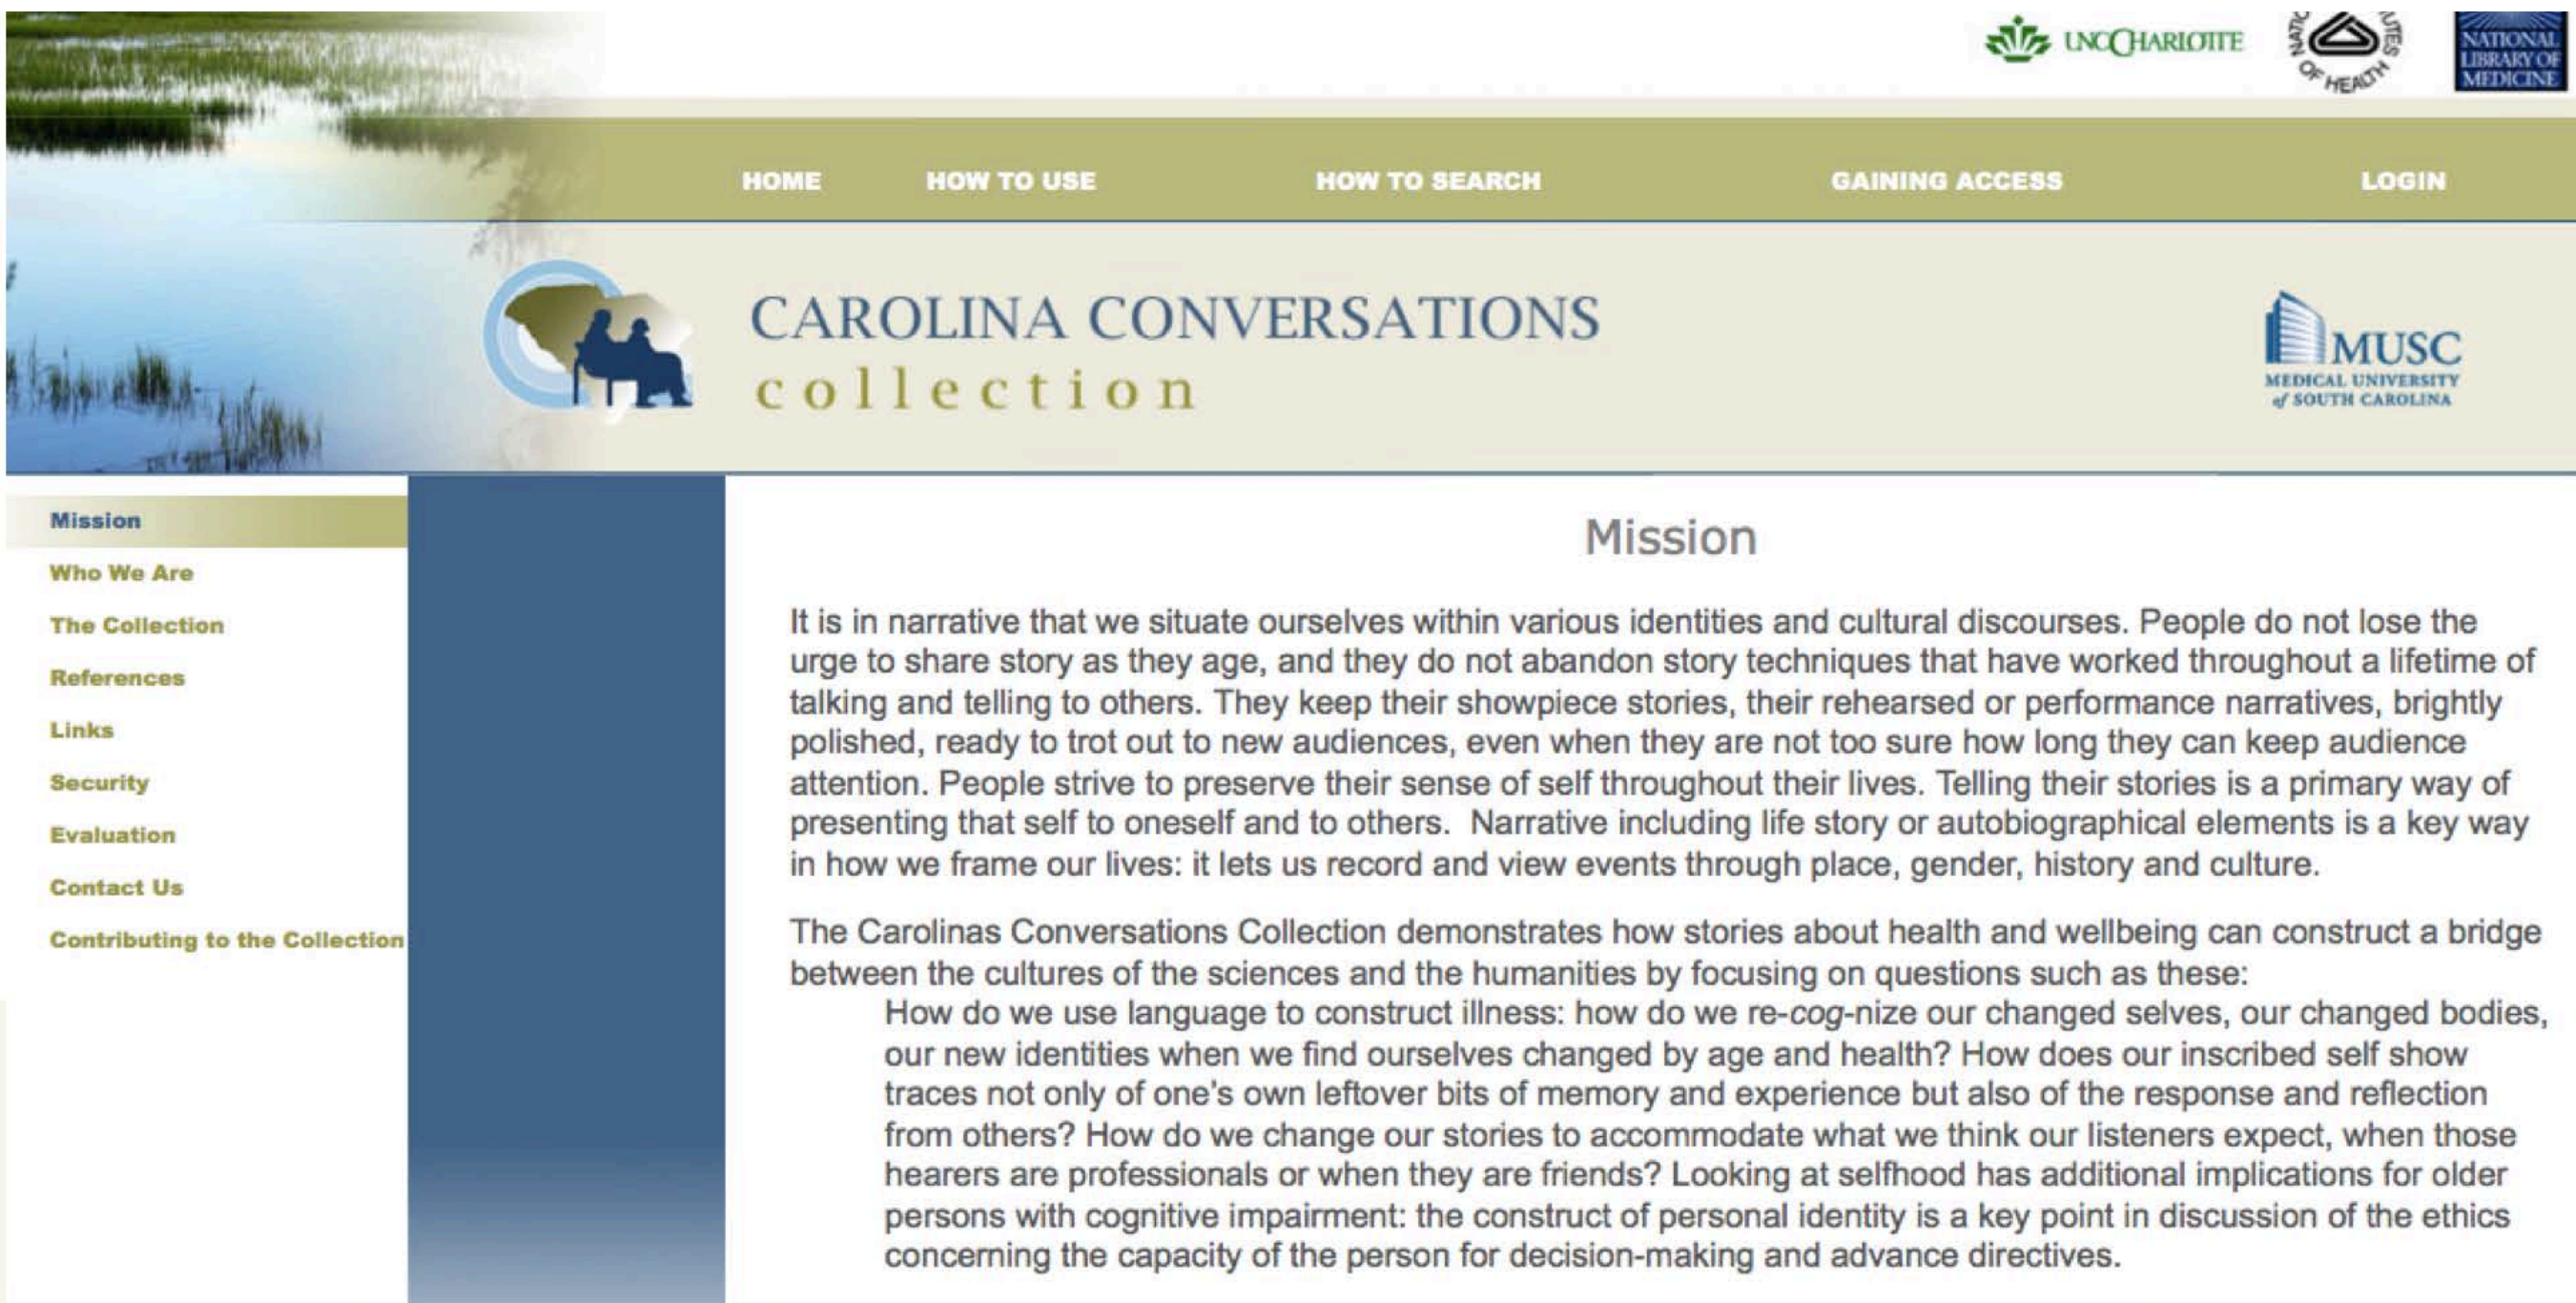 UNC CHARLOTTE
OF HEALTH
NATIONAL
LIBRARY OF
MEDICINE
HOME HOW TO USE HOW TO SEARCH GAINING ACCESS LOGIN
CAROLINA CONVERSATIONS
collection
MUSC
MEDICAL UNIVERSITY
of SOUTH CAROLINA
Mission
Who We Are
The Collection
References
Links
Security
Evaluation
Contact Us
Contributing to the Collection
Mission
It is in narrative that we situate ourselves within various identities and cultural discourses. People do not lose the
urge to share story as they age, and they do not abandon story techniques that have worked throughout a lifetime of
talking and telling to others. They keep their showpiece stories, their rehearsed or performance narratives, brightly
polished, ready to trot out to new audiences, even when they are not too sure how long they can keep audience
attention. People strive to preserve their sense of self throughout their lives. Telling their stories is a primary way of
presenting that self to oneself and to others. Narrative including life story or autobiographical elements is a key way
in how we frame our lives: it lets us record and view events through place, gender, history and culture.
The Carolinas Conversations Collection demonstrates how stories about health and wellbeing can construct a bridge
between the cultures of the sciences and the humanities by focusing on questions such as these:
How do we use language to construct illness: how do we re-cog-nize our changed selves, our changed bodies,
our new identities when we find ourselves changed by age and health? How does our inscribed self show
traces not only of one's own leftover bits of memory and experience but also of the response and reflection
from others? How do we change our stories to accommodate what we think our listeners expect, when those
hearers are professionals or when they are friends? Looking at selfhood has additional implications for older
persons with cognitive impairment: the construct of personal identity is a key point in discussion of the ethics
concerning the capacity of the person for decision-making and advance directives.